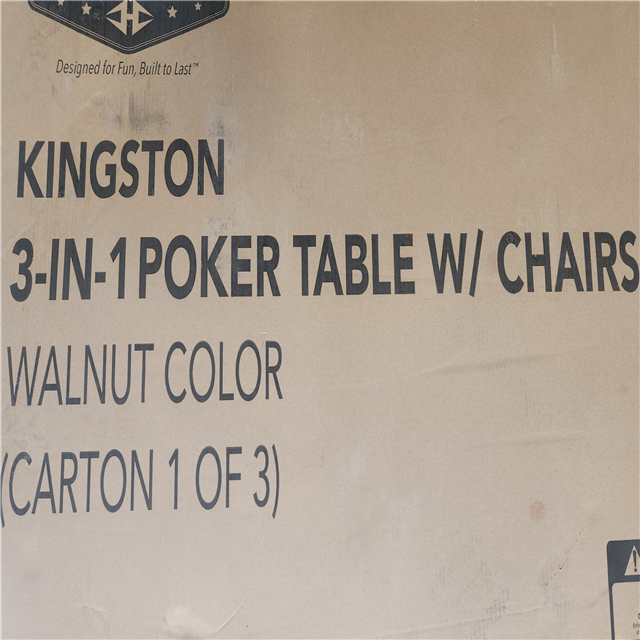 Designed for Fun, Built to Last™
KINGSTON
3-IN-1 POKER TABLE W/ CHAIRS
WALNUT COLOR
(CARTON 1 OF 3)